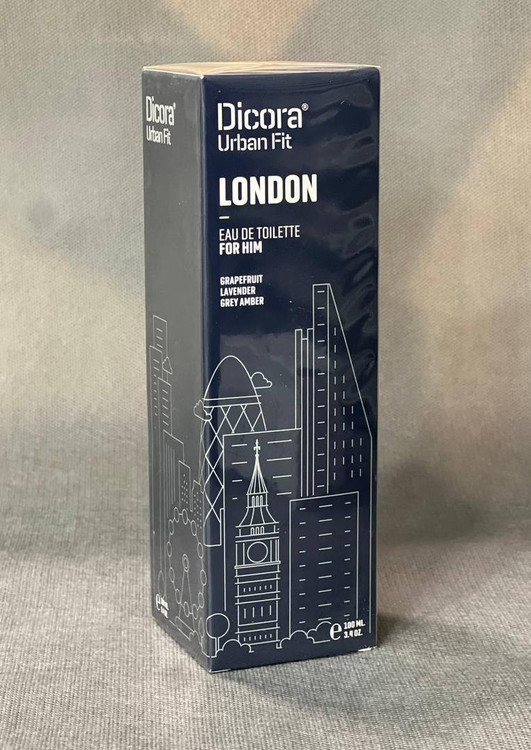 Dicora®
Urban Fit
Dicora®
Urban Fit
LONDON
EAU DE TOILETTE
FOR HIM
GRAPEFRUIT
LAVENDER
GREY AMBER
℮ 100 ML.
3.4 OZ.